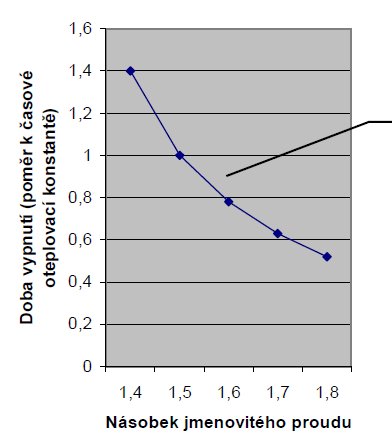 Doba vypnutí (poměr k časové
oteplovací konstantě)
1,6
1,4
1,2
1
0,8
0,6
0,4
0,2
0
1,4 1,5 1,6 1,7 1,8
Násobek jmenovitého proudu